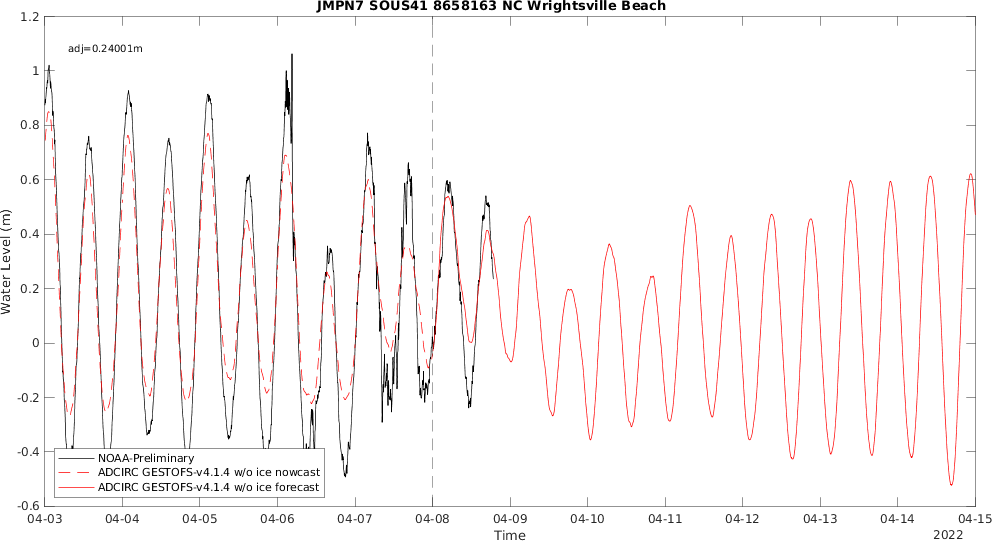 JMPN7 SOUS41 8658163 NC Wrightsville Beach
adj=0.24001m
1.2
1
0.8
0.6
0.4
0.2
0
-0.2
-0.4
-0.6
Water Level (m)
NOAA-Preliminary
ADCIRC GESTOFS-v4.1.4 w/o ice nowcast
ADCIRC GESTOFS-v4.1.4 w/o ice forecast
04-03 04-04 04-05 04-06 04-07 04-08 04-09 04-10 04-11 04-12 04-13 04-14 04-15
Time
2022